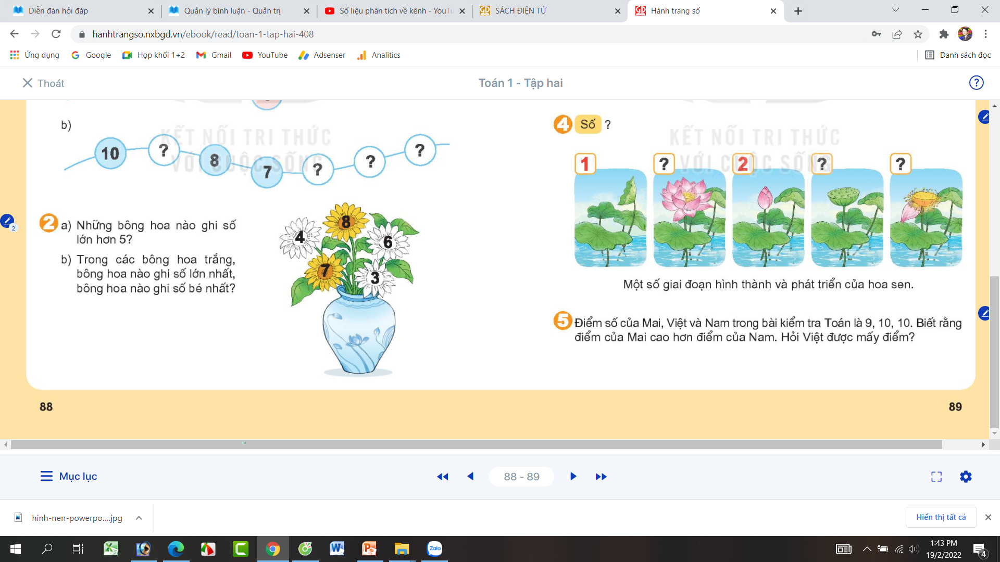 Diễn đàn hỏi đáp
Quản lý bình luận - Quản trị
Số liệu phân tích về kênh - YouTu
SÁCH ĐIỆN TỬ
Hành trang số
hanhtrangso.nxbgd.vn/ebook/read/toan-1-tap-hai-408
Ứng dụng
Google
Họp khối 1+2
Gmail
YouTube
Adsenser
Analitics
Danh sách đọc
Thoát
Toán 1 - Tập hai
?
b)
KẾT NỐI TRI THỨC
VỚI CUỘC SỐNG
10 ? 8 7 ? ? ?
2 a) Những bông hoa nào ghi số
lớn hơn 5?
b) Trong các bông hoa trắng,
bông hoa nào ghi số lớn nhất,
bông hoa nào ghi số bé nhất?
8
4
6
7
3
2
4 Số ?
KẾT NỐI TRI THỨC
VỚI CUỘC SỐNG
1 ? 2 ? ?
Một số giai đoạn hình thành và phát triển của hoa sen.
5 Điểm số của Mai, Việt và Nam trong bài kiểm tra Toán là 9, 10, 10. Biết rằng
điểm của Mai cao hơn điểm của Nam. Hỏi Việt được mấy điểm?
88
89
Mục lục
88 - 89
hinh-nen-powerpo....jpg
Hiển thị tất cả
Zalo
1:43 PM
19/2/2022
4